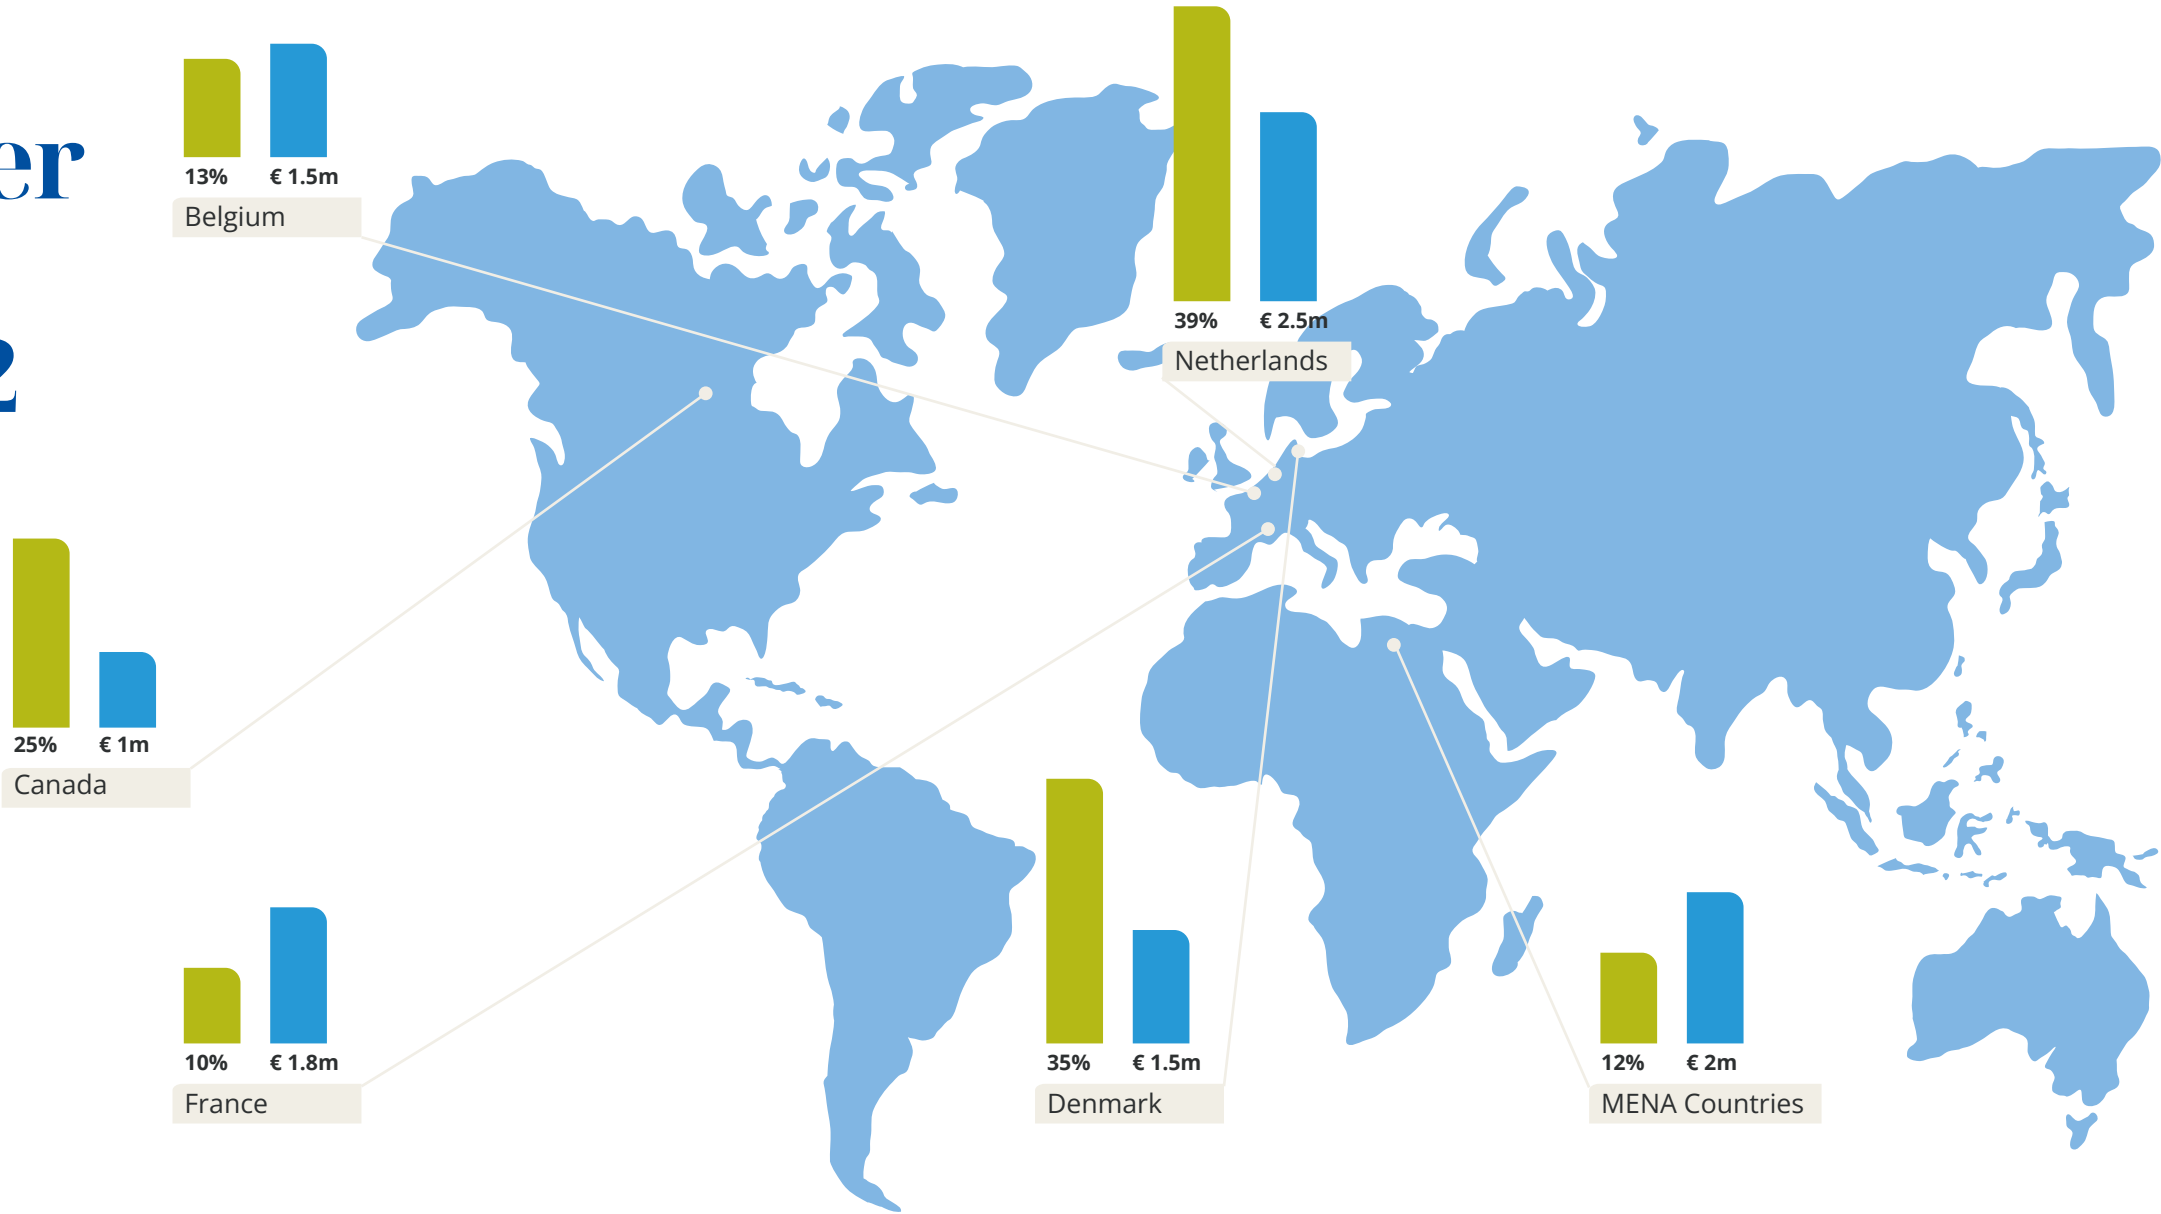 er
2
13% € 1.5m
Belgium
39% € 2.5m
Netherlands
25% € 1m
Canada
10% € 1.8m
France
35% € 1.5m
Denmark
12% € 2m
MENA Countries